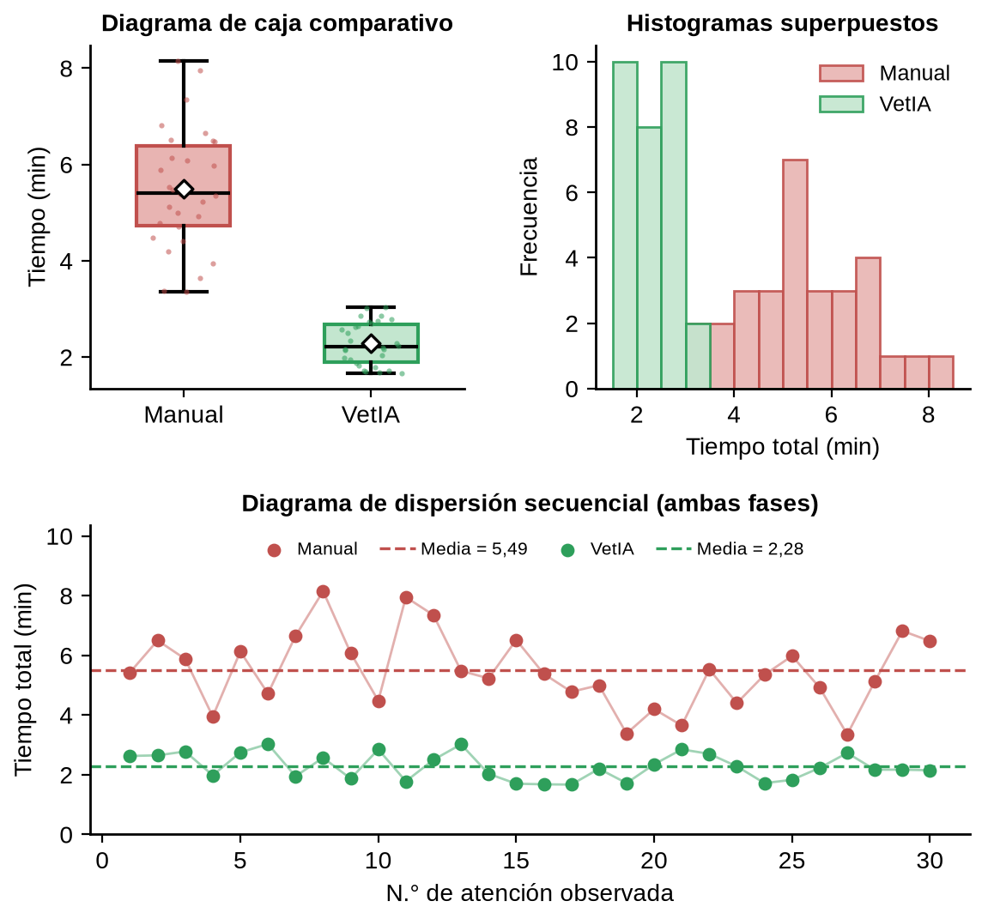 Diagrama de caja comparativo
8
6
4
2
Tiempo (min)
Manual
VetIA
Histogramas superpuestos
10
8
6
4
2
0
Frecuencia
Manual
VetIA
2
4
6
8
Tiempo total (min)
Diagrama de dispersión secuencial (ambas fases)
10
8
6
4
2
0
Tiempo total (min)
Manual
Media = 5,49
VetIA
Media = 2,28
0
5
10
15
20
25
30
N.° de atención observada